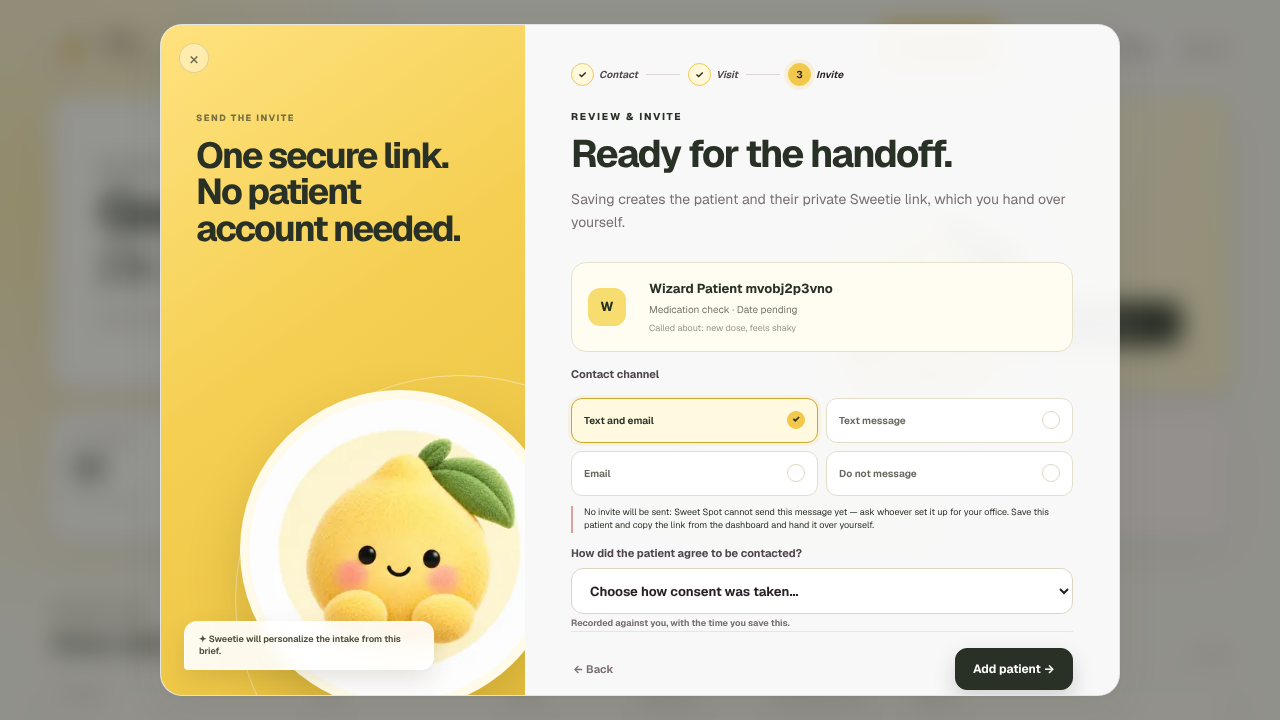 ×
SEND THE INVITE
One secure link.
No patient
account needed.
✦ Sweetie will personalize the intake from this
brief.
✓ Contact ✓ Visit 3 Invite
REVIEW & INVITE
Ready for the handoff.
Saving creates the patient and their private Sweetie link, which you hand over
yourself.
W
Wizard Patient mvobj2p3vno
Medication check · Date pending
Called about: new dose, feels shaky
Contact channel
Text and email
Text message
Email
Do not message
No invite will be sent: Sweet Spot cannot send this message yet — ask whoever set it up for your office. Save this
patient and copy the link from the dashboard and hand it over yourself.
How did the patient agree to be contacted?
Choose how consent was taken...
Recorded against you, with the time you save this.
← Back
Add patient →